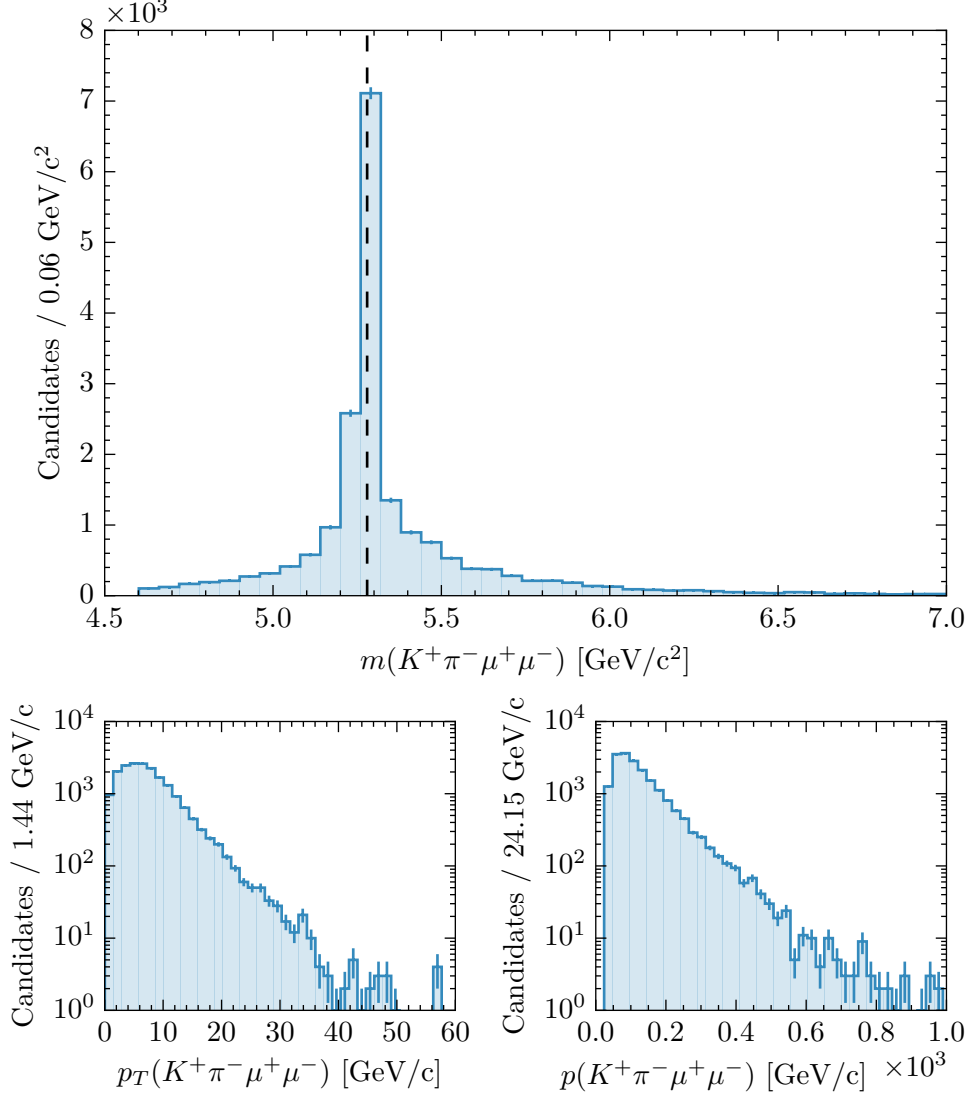 ×10³
8
7
6
5
4
3
2
1
0
Candidates / 0.06 GeV/c²
4.5 5.0 5.5 6.0 6.5 7.0
m(K⁺π⁻μ⁺μ⁻) [GeV/c²]
10⁴
10³
10²
10¹
10⁰
Candidates / 1.44 GeV/c
0 10 20 30 40 50 60
p_T(K⁺π⁻μ⁺μ⁻) [GeV/c]
10⁴
10³
10²
10¹
10⁰
Candidates / 24.15 GeV/c
0.0 0.2 0.4 0.6 0.8 1.0
p(K⁺π⁻μ⁺μ⁻) [GeV/c] ×10³